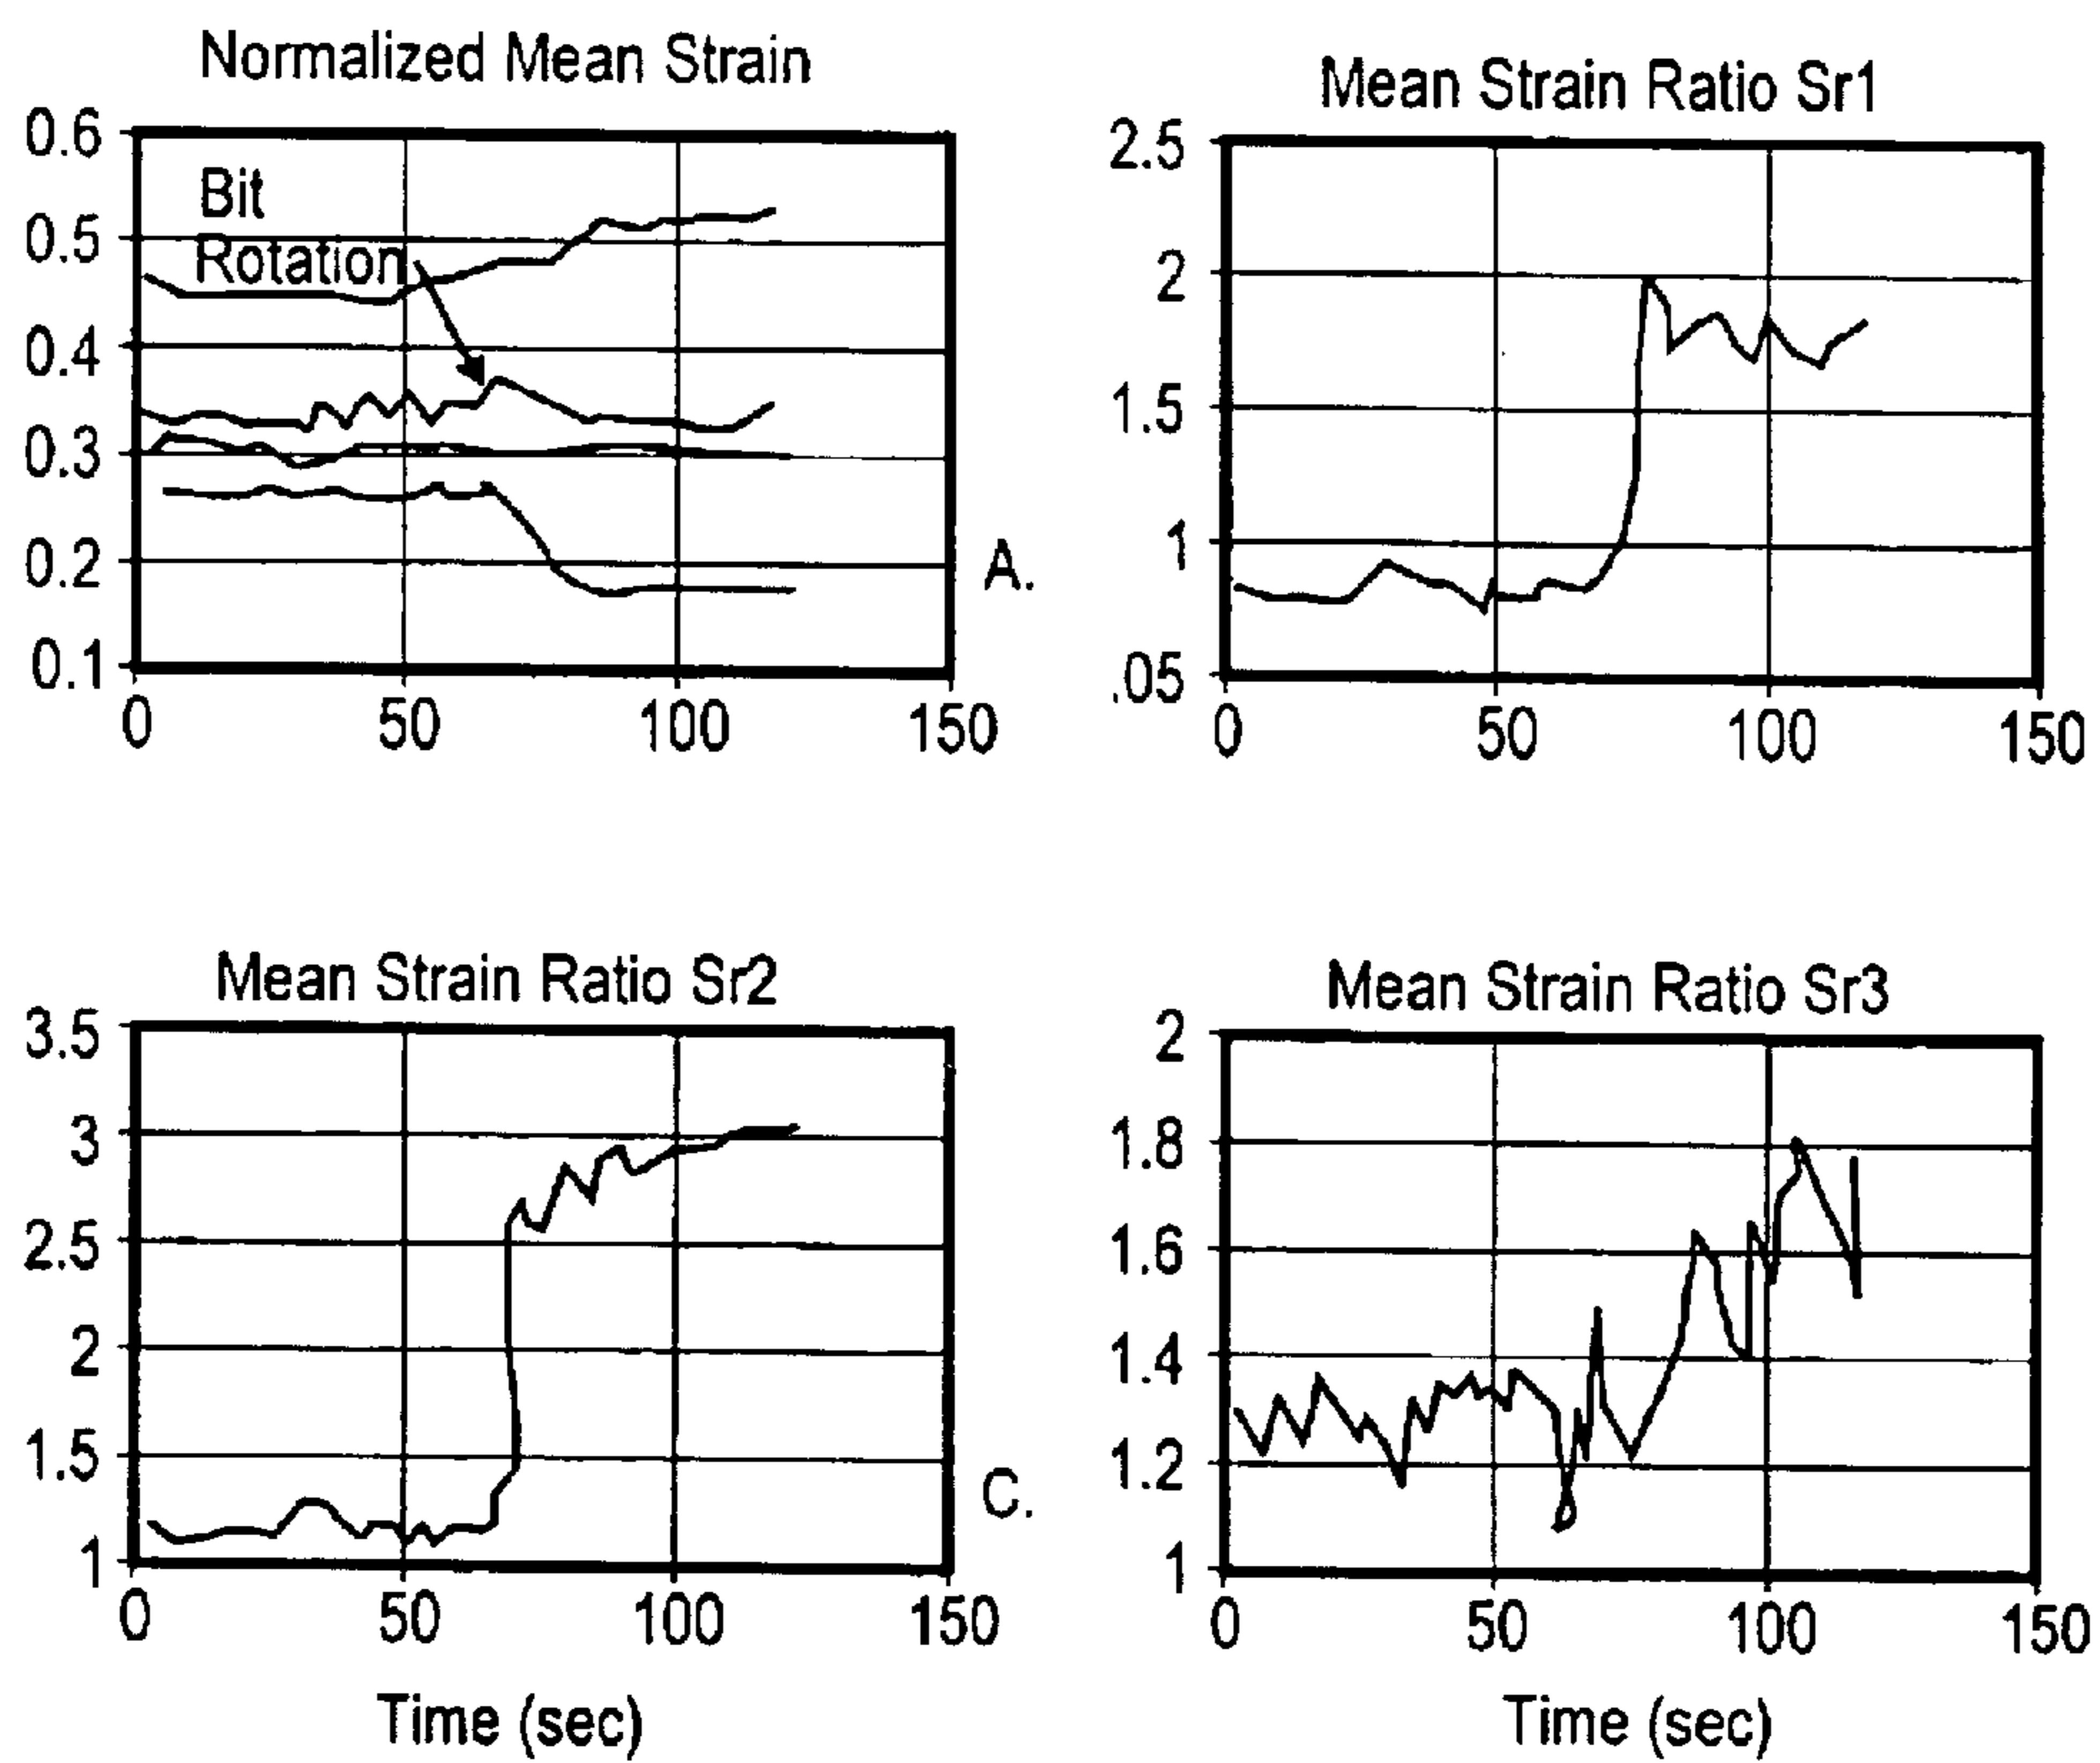 Normalized Mean Strain
0.6
0.5
0.4
0.3
0.2
0.1
Bit
Rotation
0 50 100 150
A.
Mean Strain Ratio Sr1
2.5
2
1.5
1
.05
0 50 100 150
Mean Strain Ratio Sr2
3.5
3
2.5
2
1.5
1
0 50 100 150
Time (sec)
C.
Mean Strain Ratio Sr3
2
1.8
1.6
1.4
1.2
1
0 50 100 150
Time (sec)